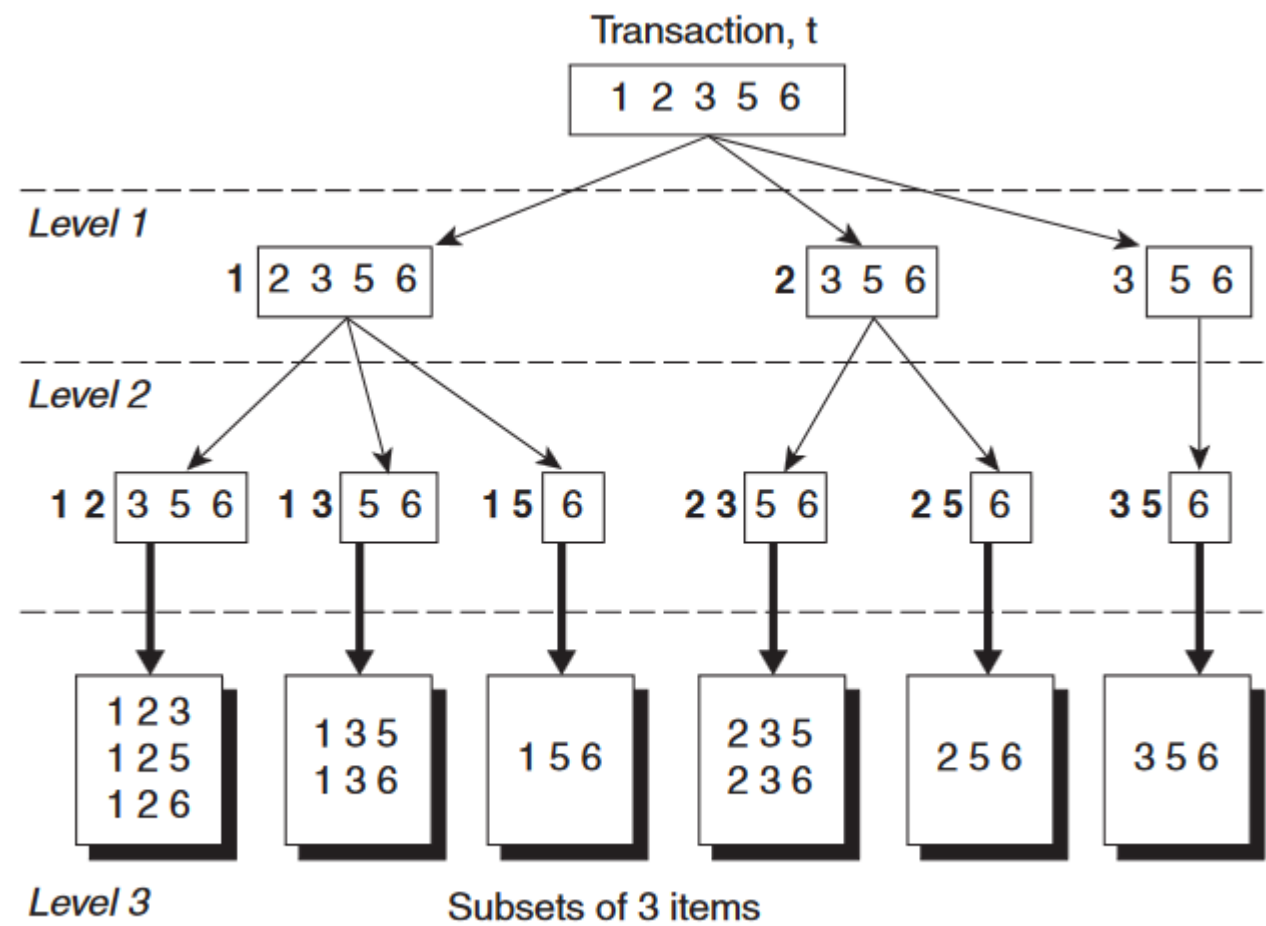 Transaction, t
1 2 3 5 6
Level 1
1 2 3 5 6
2 3 5 6
3 5 6
Level 2
1 2 3 5 6
1 3 5 6
1 5 6
2 3 5 6
2 5 6
3 5 6
1 2 3
1 2 5
1 2 6
1 3 5
1 3 6
1 5 6
2 3 5
2 3 6
2 5 6
3 5 6
Level 3
Subsets of 3 items